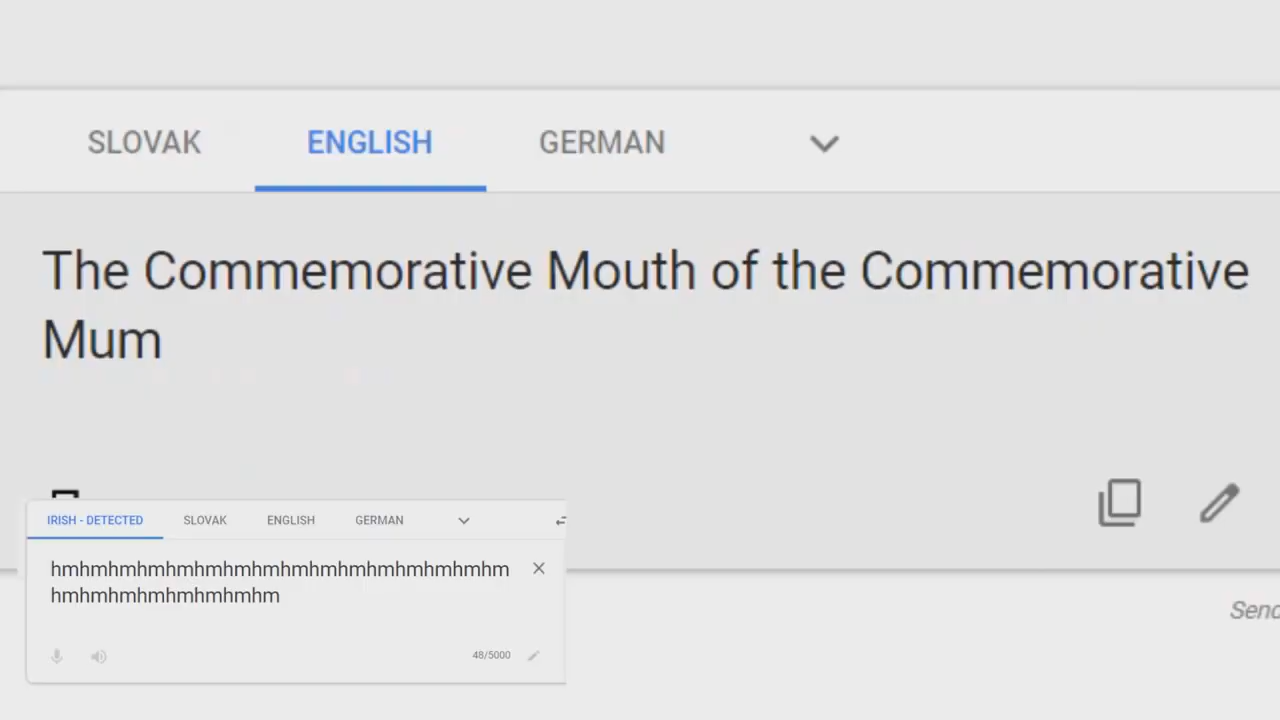 SLOVAK ENGLISH GERMAN
The Commemorative Mouth of the Commemorative
Mum
IRISH - DETECTED SLOVAK ENGLISH GERMAN
hmhmhmhmhmhmhmhmhmhmhmhmhmhmhmhm
hmhmhmhmhmhmhmhm
48/5000
Send